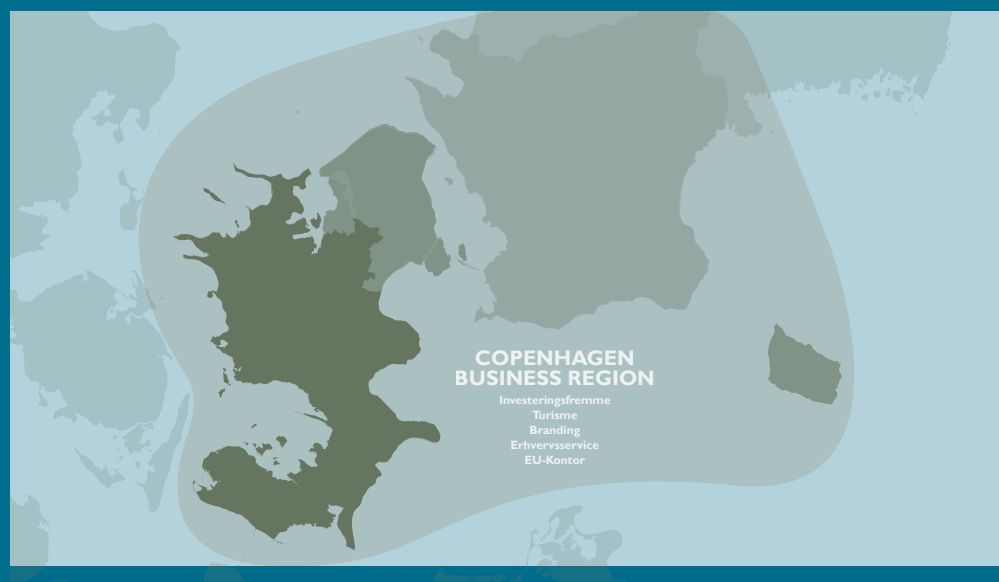 COPENHAGEN
BUSINESS REGION
Investeringsfremme
Turisme
Branding
Erhvervsservice
EU-Kontor